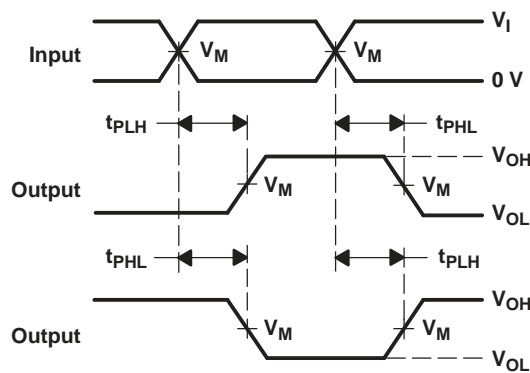 Input
V_M
V_M
V_I
0 V
t_PLH
t_PHL
Output
V_M
V_M
V_OH
V_OL
t_PHL
t_PLH
Output
V_M
V_M
V_OH
V_OL